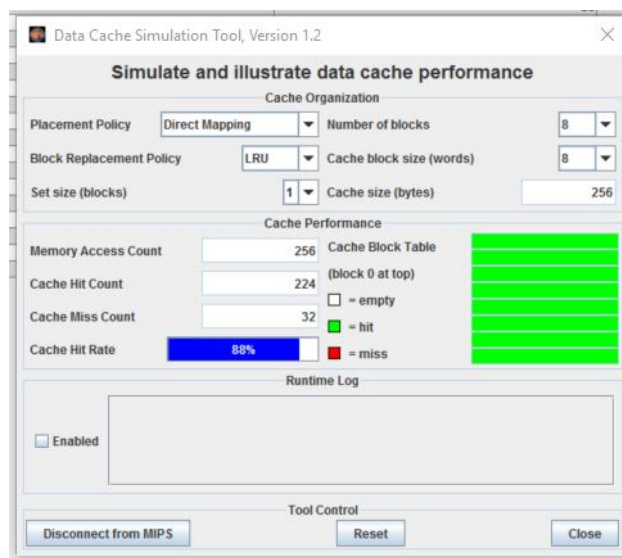 Data Cache Simulation Tool, Version 1.2
Simulate and illustrate data cache performance
Cache Organization
Placement Policy Direct Mapping Number of blocks 8
Block Replacement Policy LRU Cache block size (words) 8
Set size (blocks) 1 Cache size (bytes) 256
Cache Performance
Memory Access Count 256 Cache Block Table
(block 0 at top)
Cache Hit Count 224
= empty
Cache Miss Count 32
= hit
Cache Hit Rate 88% = miss
Runtime Log
Enabled
Tool Control
Disconnect from MIPS Reset Close